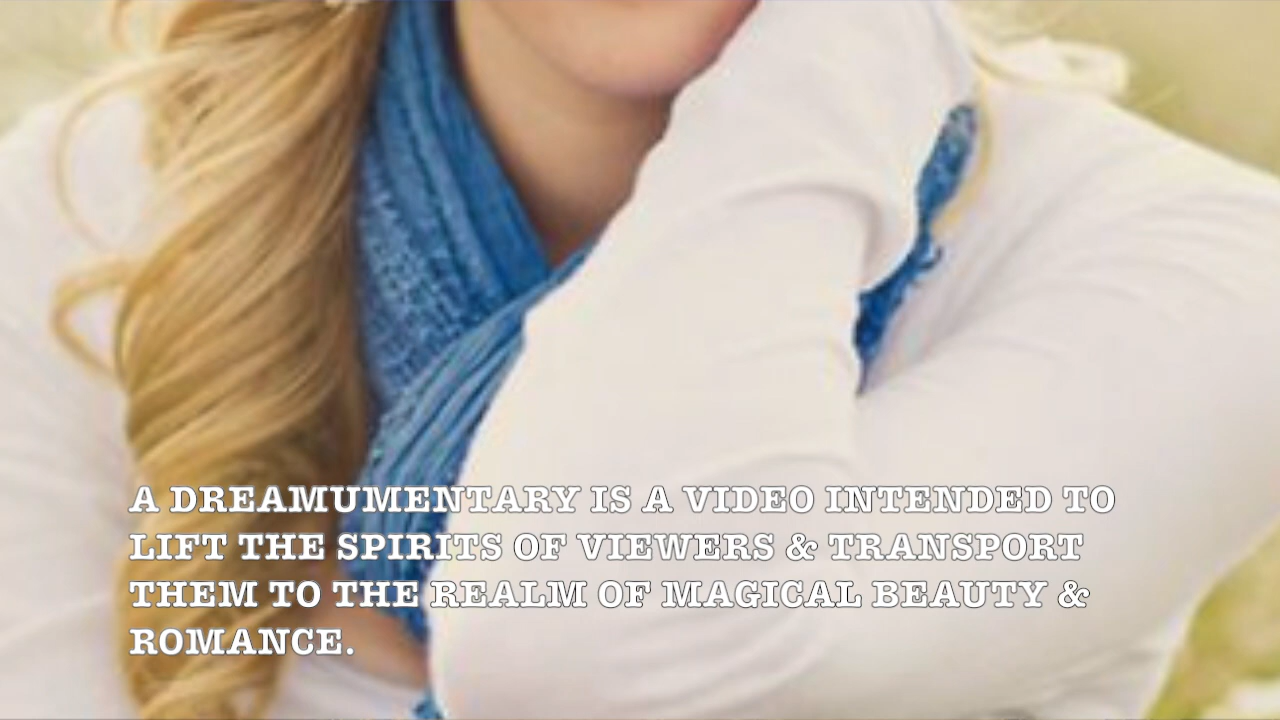 A DREAMUMENTARY IS A VIDEO INTENDED TO
LIFT THE SPIRITS OF VIEWERS & TRANSPORT
THEM TO THE REALM OF MAGICAL BEAUTY &
ROMANCE.